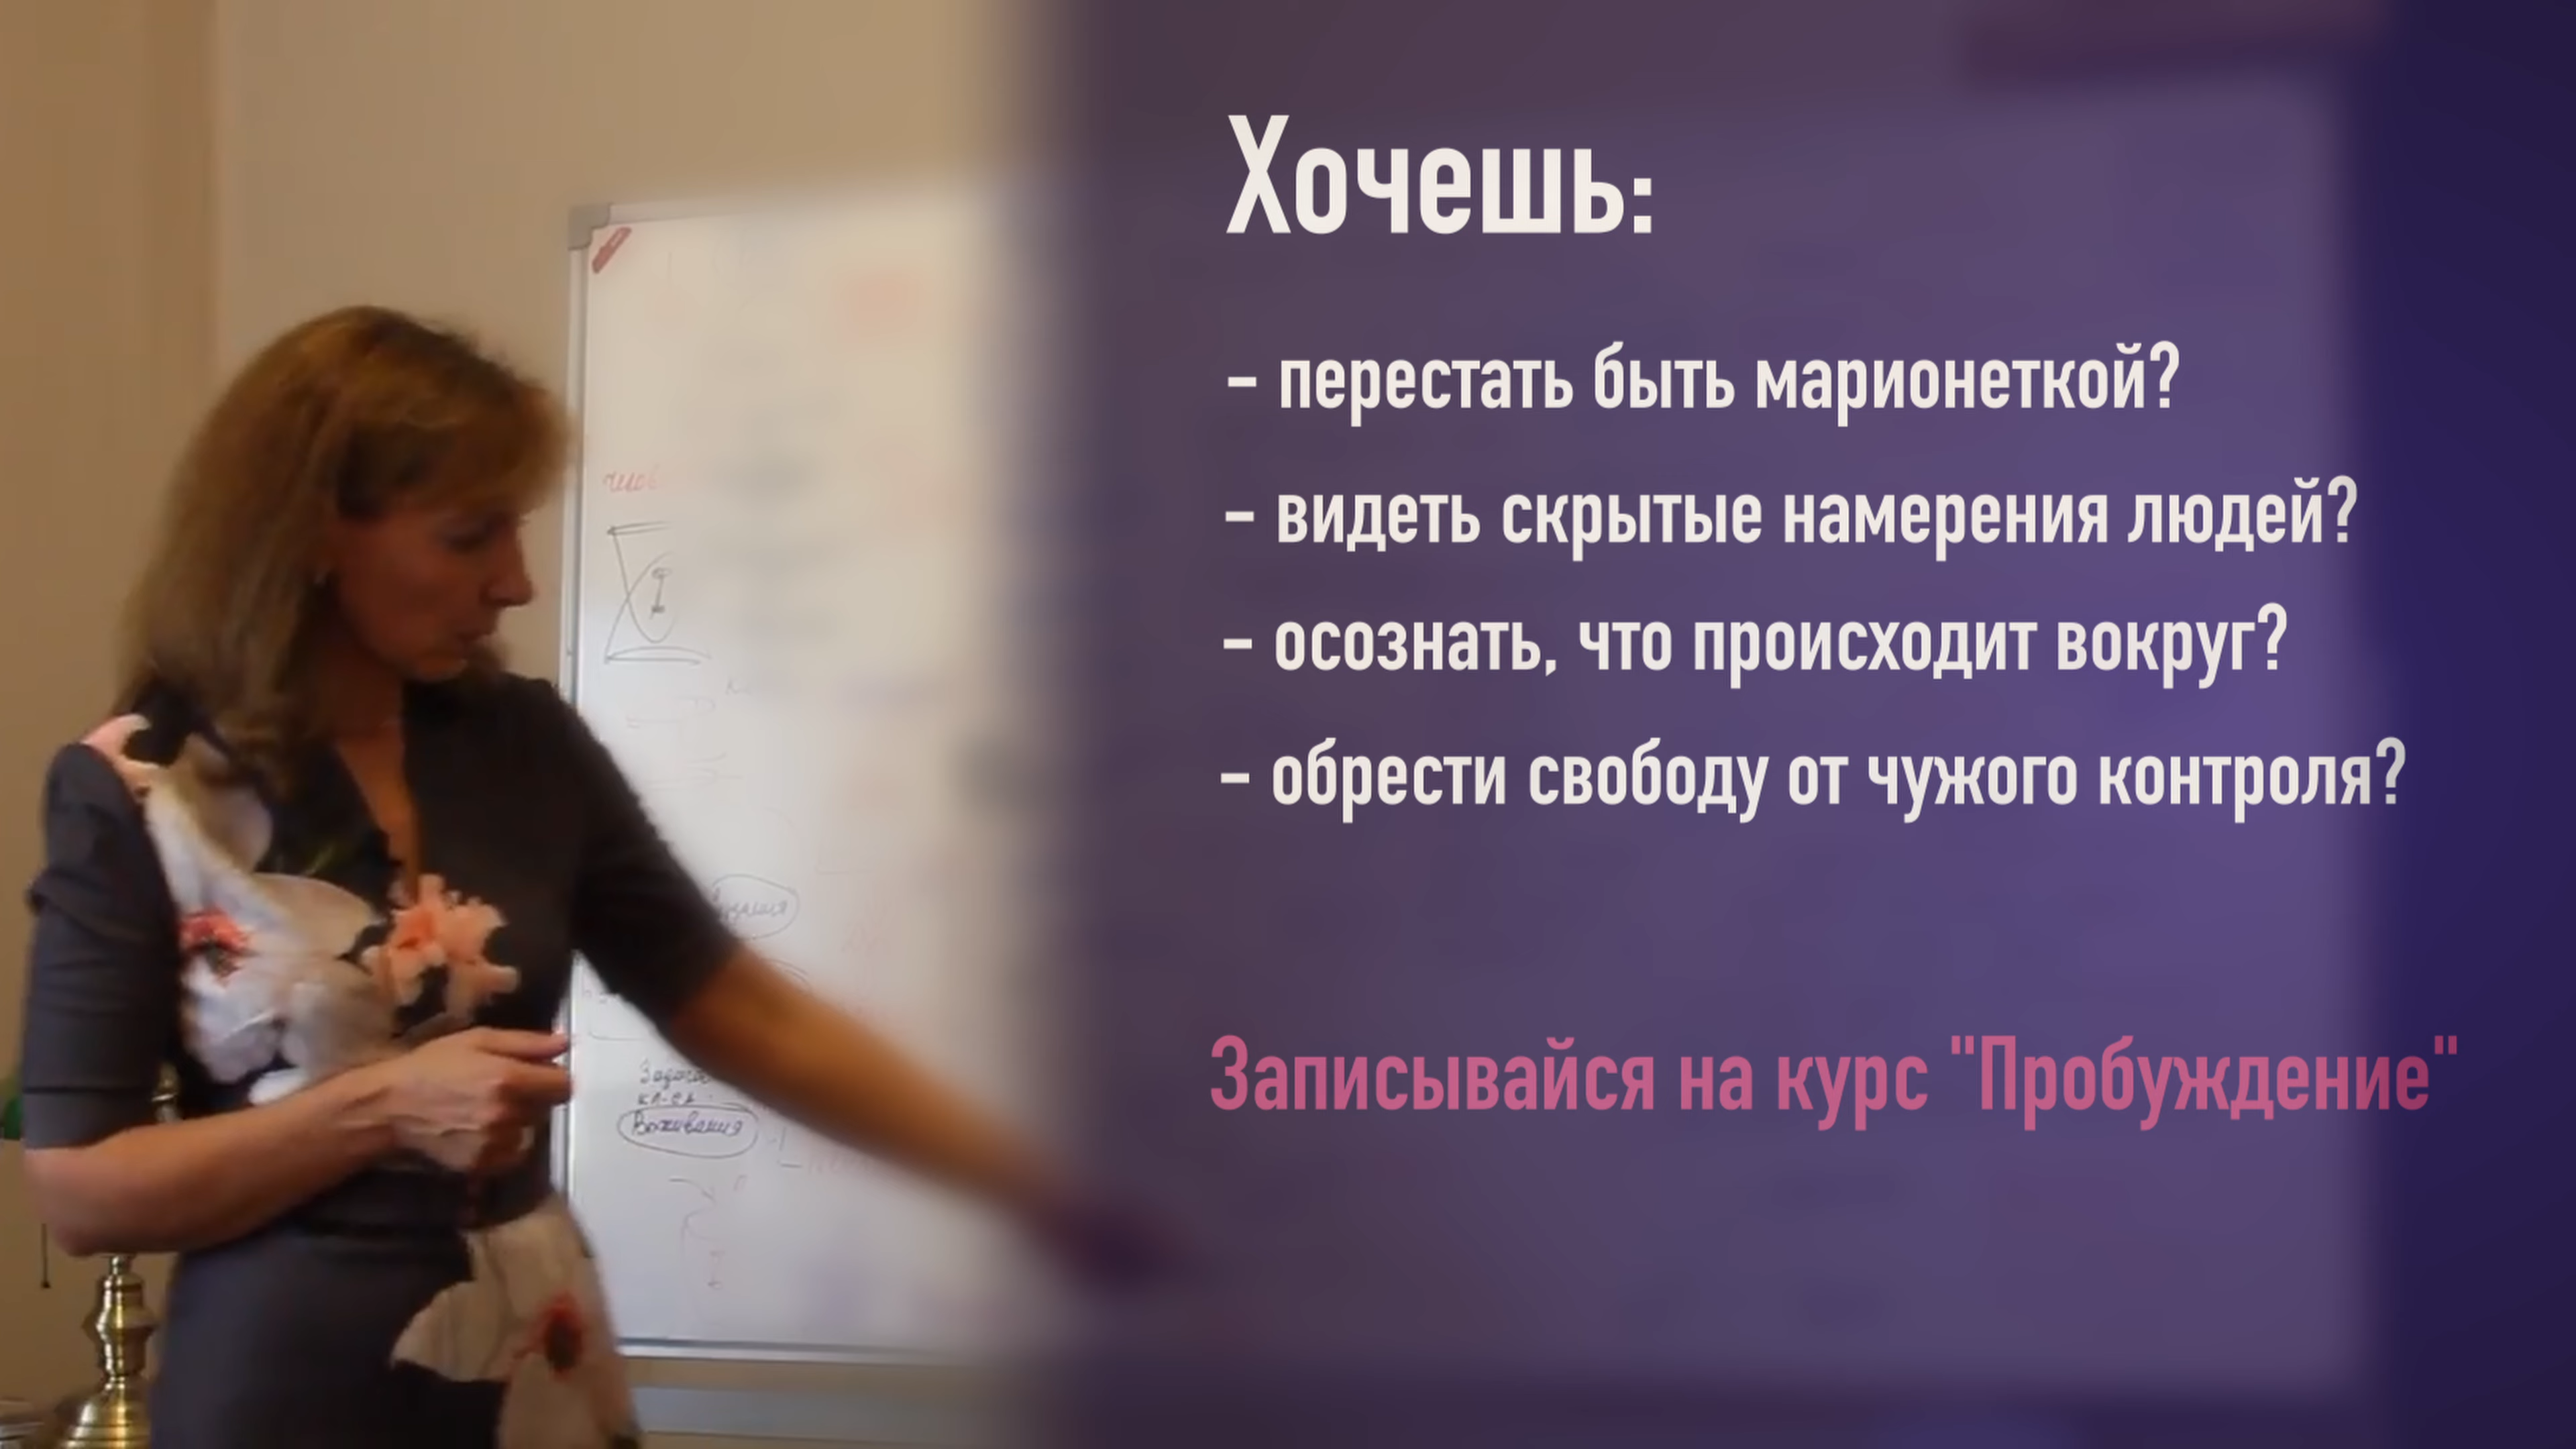 Хочешь:
– перестать быть марионеткой?
– видеть скрытые намерения людей?
– осознать, что происходит вокруг?
– обрести свободу от чужого контроля?
Записывайся на курс "Пробуждение"
Выживания